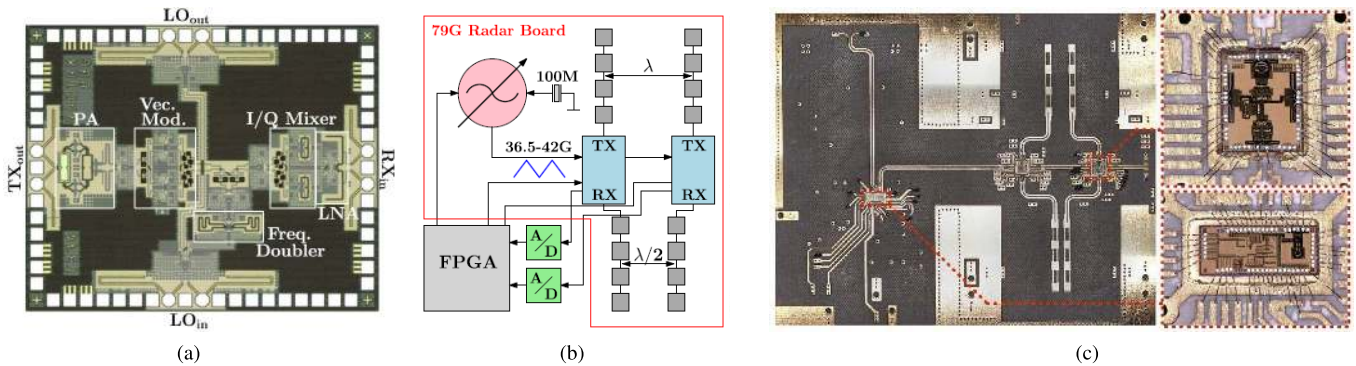 LO_out
PA
Vec.
Mod.
I/Q Mixer
TX_out
RX_in
LNA
Freq.
Doubler
LO_in
(a)
79G Radar Board
100M
λ
36.5-42G
TX
RX
TX
RX
FPGA
A/D
A/D
λ/2
(b)
(c)